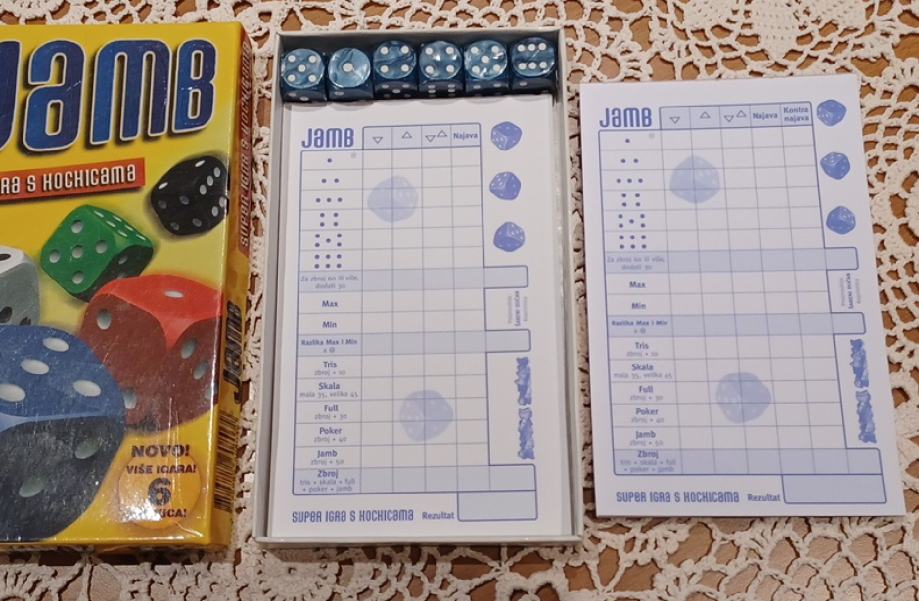 JAMB
RA S KOCKICAMA
SUPER IGRA S KOCKICAMA
NOVO!
VIŠE IGARA!
6
JAMB
Najava
Za zbroj 60 ili više,
dodati 30
Max
Min
Razlika Max i Min
x
Tris
zbroj + 10
Skala
mala 35, velika 45
Full
zbroj + 30
Poker
zbroj + 40
Jamb
zbroj + 50
Zbroj
tris + skala + full
+ poker + jamb
SUPER IGRA S KOCKICAMA Rezultat
JAMB
Najava
Kontra
najava
Za zbroj 60 ili više,
dodati 30
Max
Min
Razlika Max i Min
x
Tris
zbroj + 10
Skala
mala 35, velika 45
Full
zbroj + 30
Poker
zbroj + 40
Jamb
zbroj + 50
Zbroj
tris + skala + full
+ poker + jamb
SUPER IGRA S KOCKICAMA Rezultat